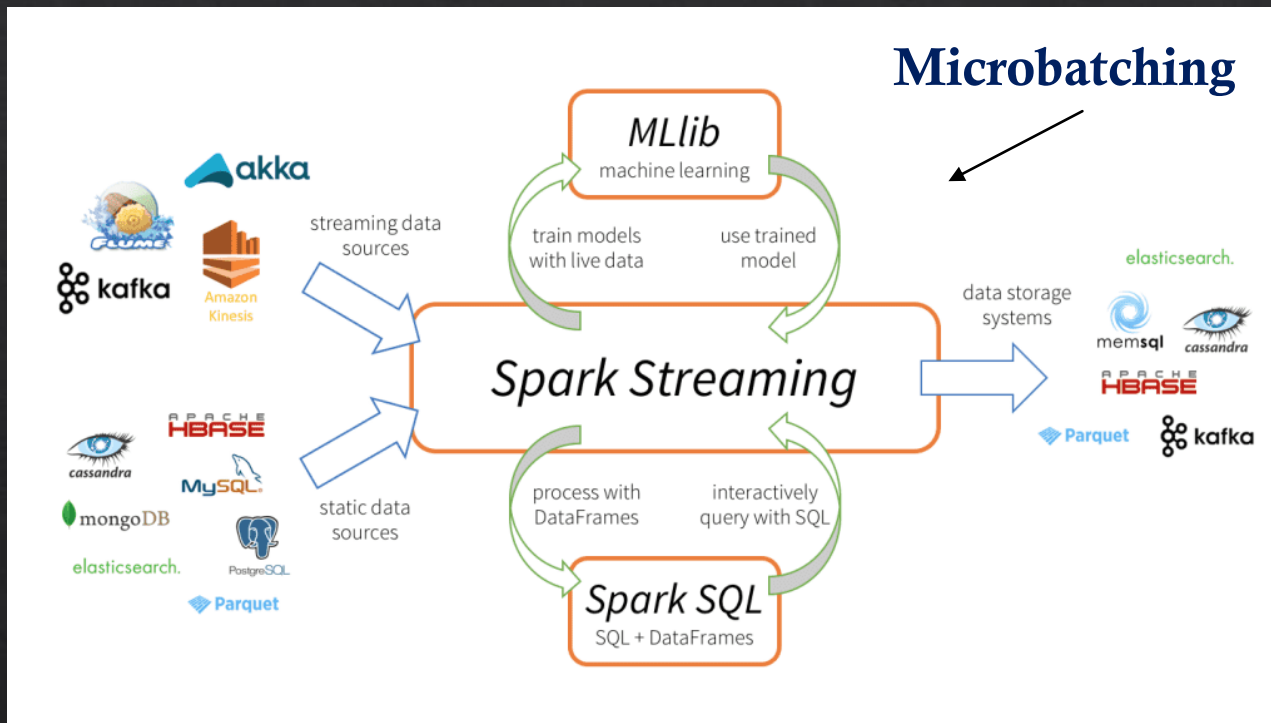 Microbatching
MLlib
machine learning
akka
FLUME
streaming data
sources
train models
with live data
use trained
model
kafka
Amazon
Kinesis
elasticsearch.
data storage
systems
memsql
cassandra
Spark Streaming
APACHE
HBASE
Parquet
kafka
APACHE
HBASE
cassandra
MySQL®
static data
sources
process with
DataFrames
interactively
query with SQL
mongoDB
PostgreSQL
elasticsearch.
Parquet
Spark SQL
SQL + DataFrames